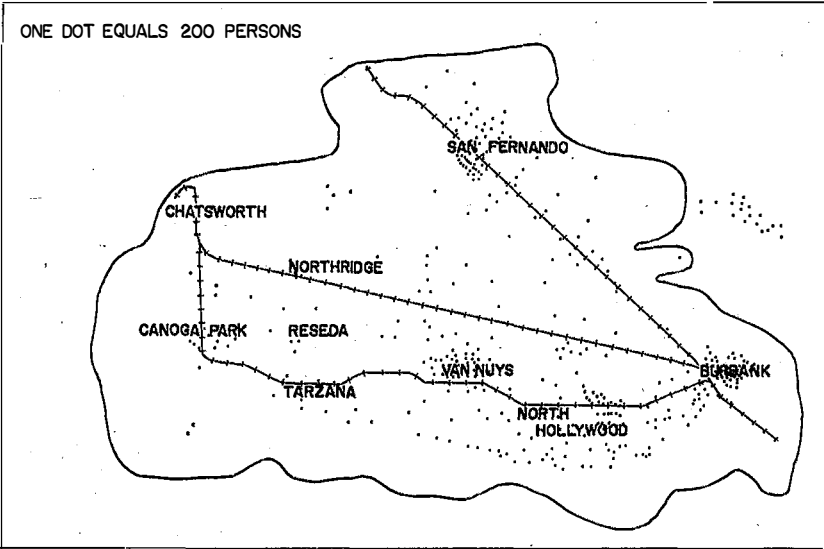 ONE DOT EQUALS 200 PERSONS
SAN FERNANDO
CHATSWORTH
NORTHRIDGE
CANOGA PARK
RESEDA
VAN NUYS
BURBANK
TARZANA
NORTH
HOLLYWOOD